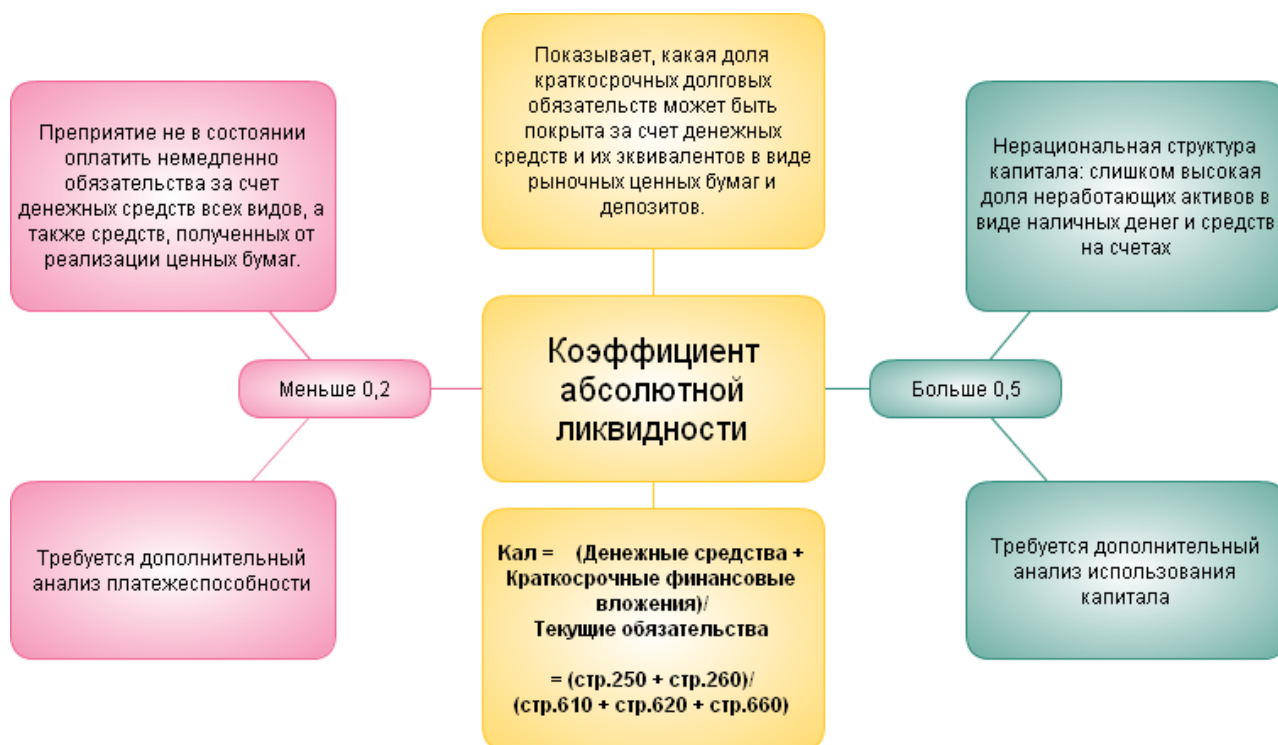 Показывает, какая доля
краткосрочных долговых
обязательств может быть
покрыта за счет денежных
средств и их эквивалентов в виде
рыночных ценных бумаг и
депозитов.
Преприятие не в состоянии
оплатить немедленно
обязательства за счет
денежных средств всех видов, а
также средств, полученных от
реализации ценных бумаг.
Нерациональная структура
капитала: слишком высокая
доля неработающих активов в
виде наличных денег и средств
на счетах
Меньше 0,2
Коэффициент
абсолютной
ликвидности
Больше 0,5
Требуется дополнительный
анализ платежеспособности
Кал = (Денежные средства +
Краткосрочные финансовые
вложения)/
Текущие обязательства
= (стр.250 + стр.260)/
(стр.610 + стр.620 + стр.660)
Требуется дополнительный
анализ использования
капитала